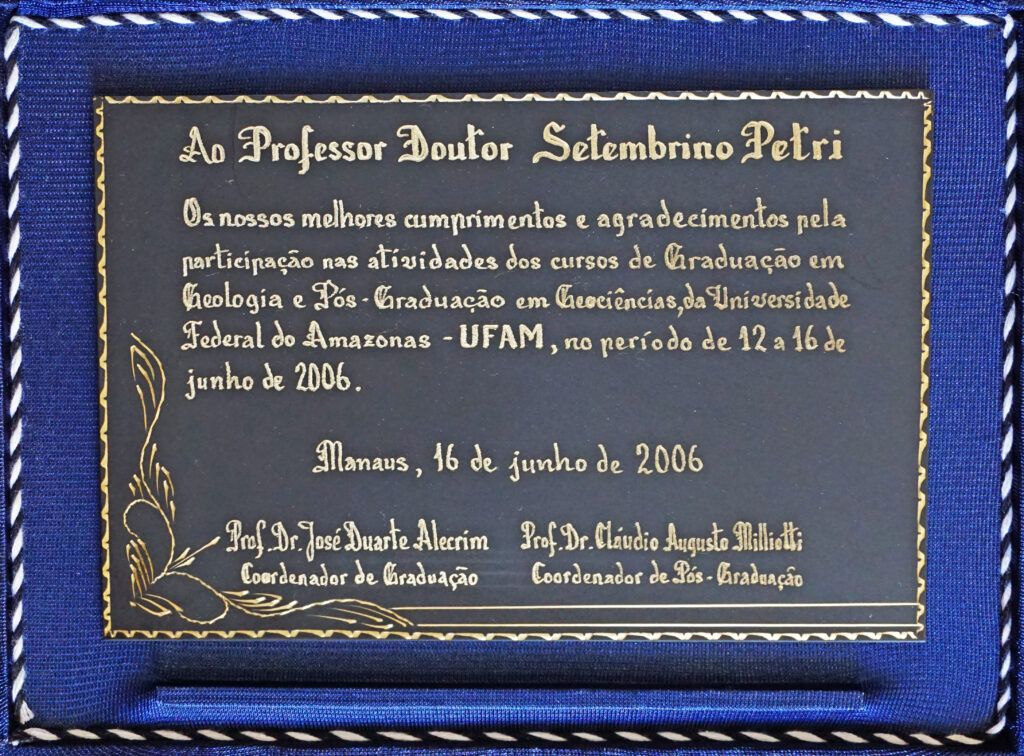 Ao Professor Doutor Setembrino Petri
Os nossos melhores cumprimentos e agradecimentos pela
participação nas atividades dos cursos de Graduação em
Geologia e Pós-Graduação em Geociências, da Universidade
Federal do Amazonas - UFAM, no período de 12 a 16 de
junho de 2006.
Manaus, 16 de junho de 2006
Prof. Dr. José Duarte Alecrim Prof. Dr. Cláudio Augusto Milliotti
Coordenador de Graduação Coordenador de Pós-Graduação